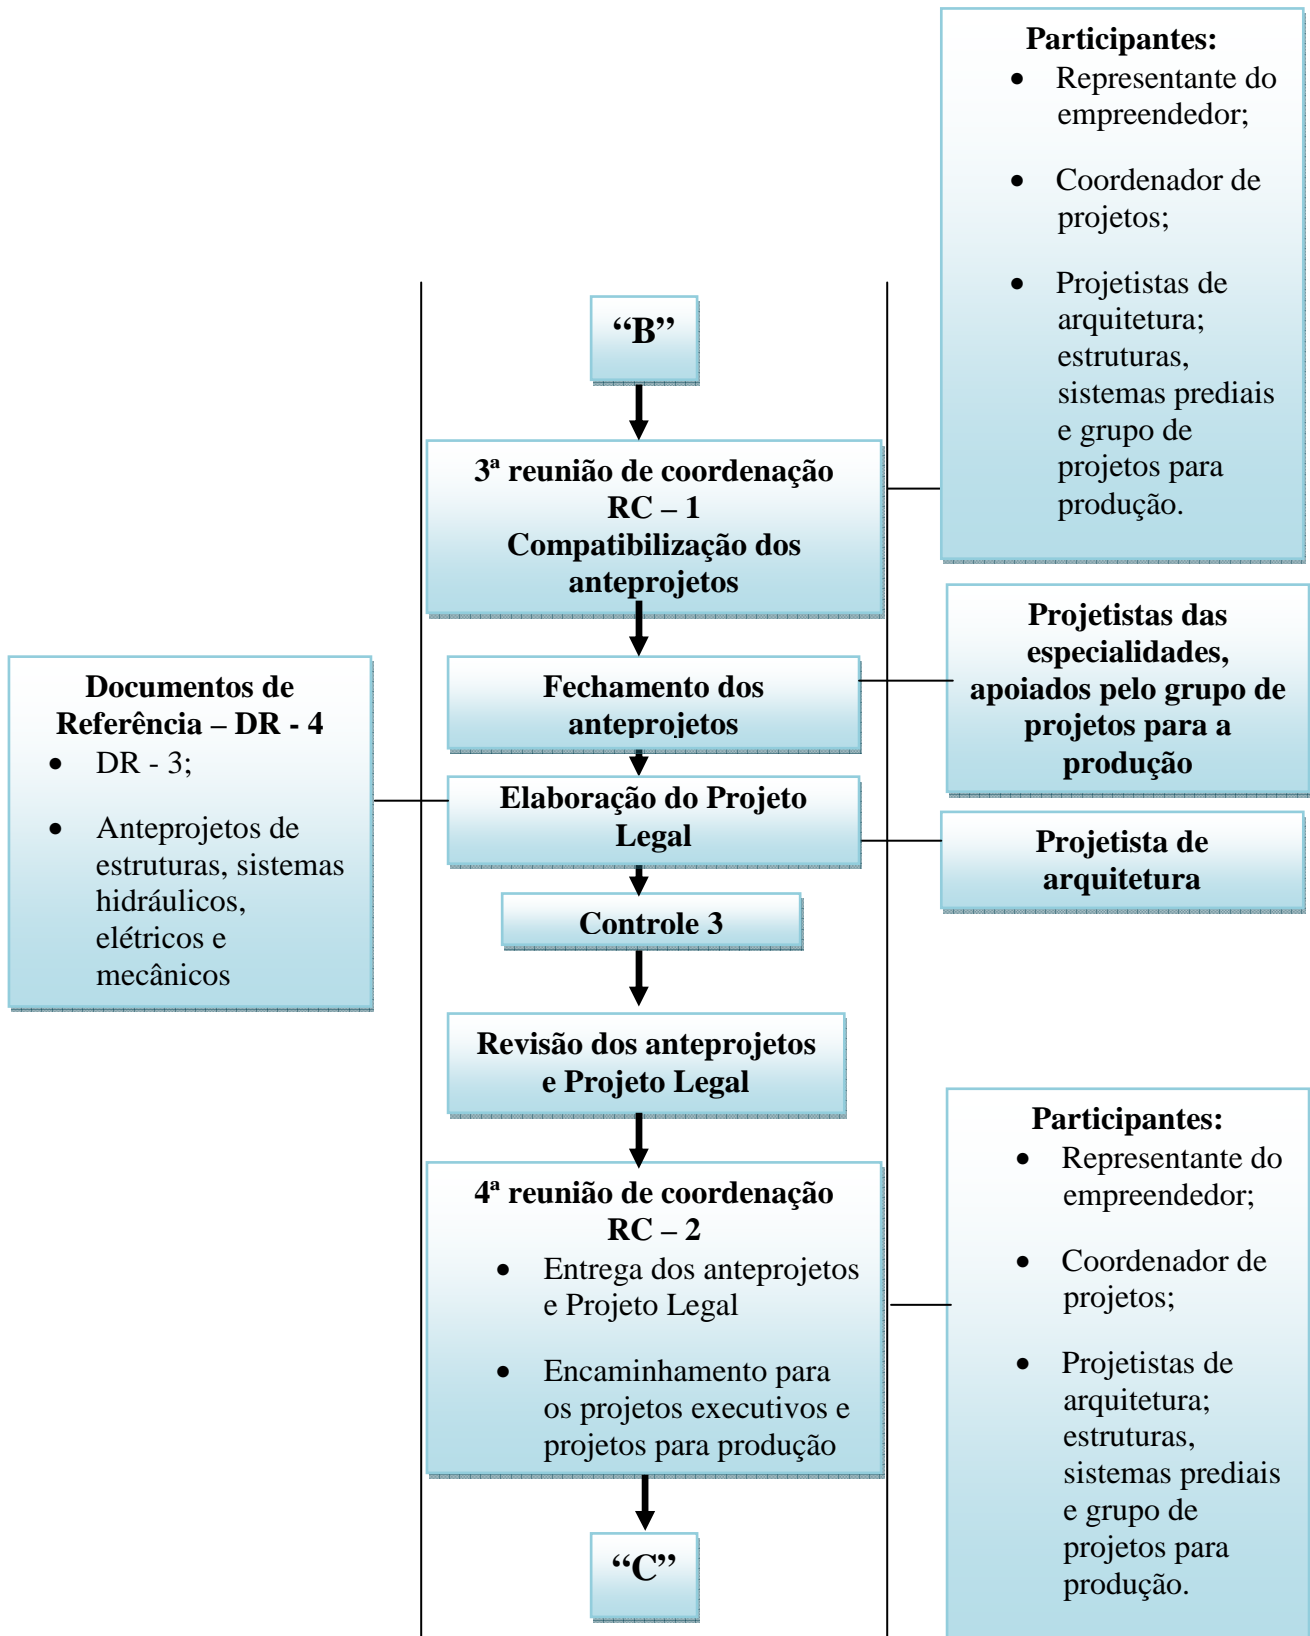 Participantes:
• Representante do
empreendedor;
• Coordenador de
projetos;
• Projetistas de
arquitetura;
estruturas,
sistemas prediais
e grupo de
projetos para
produção.
“B”
3ª reunião de coordenação
RC – 1
Compatibilização dos
anteprojetos
Projetistas das
especialidades,
apoiados pelo grupo de
projetos para a
produção
Fechamento dos
anteprojetos
Documentos de
Referência – DR - 4
• DR - 3;
• Anteprojetos de
estruturas, sistemas
hidráulicos,
elétricos e
mecânicos
Elaboração do Projeto
Legal
Projetista de
arquitetura
Controle 3
Revisão dos anteprojetos
e Projeto Legal
4ª reunião de coordenação
RC – 2
• Entrega dos anteprojetos
e Projeto Legal
• Encaminhamento para
os projetos executivos e
projetos para produção
Participantes:
• Representante do
empreendedor;
• Coordenador de
projetos;
• Projetistas de
arquitetura;
estruturas,
sistemas prediais
e grupo de
projetos para
produção.
“C”